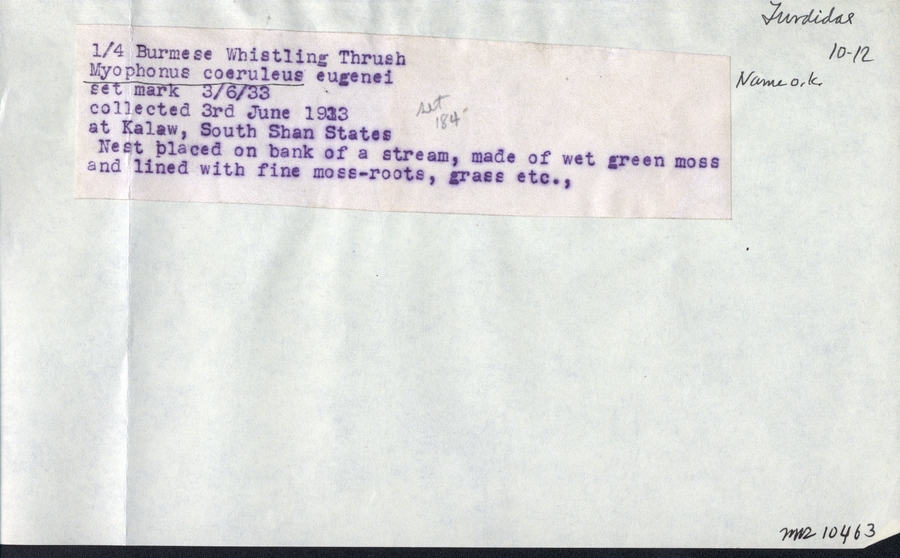 Turdidae
10-12
Name o.k.
1/4 Burmese Whistling Thrush
Myophonus coeruleus eugenei
set mark 3/6/33
collected 3rd June 1933
at Kalaw, South Shan States
Nest placed on bank of a stream, made of wet green moss
and lined with fine moss-roots, grass etc.,
set
184
10463